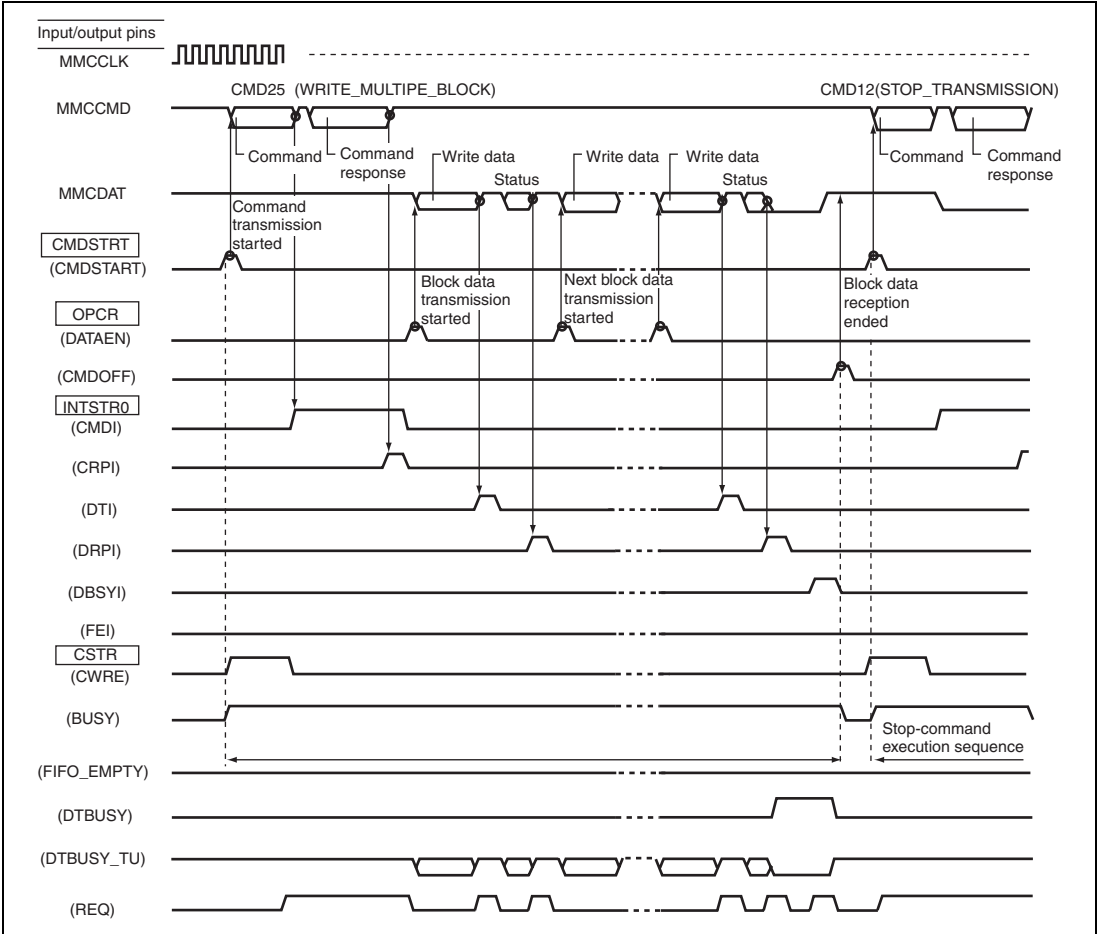 Input/output pins
MMCCLK
CMD25 (WRITE_MULTIPE_BLOCK)
CMD12(STOP_TRANSMISSION)
MMCCMD
Command
Command
response
Command
Command
response
Write data
Write data
Write data
Status
Status
MMCDAT
Command
transmission
started
CMDSTRT
(CMDSTART)
Block data
transmission
started
Next block data
transmission
started
Block data
reception
ended
OPCR
(DATAEN)
(CMDOFF)
INTSTR0
(CMDI)
(CRPI)
(DTI)
(DRPI)
(DBSYI)
(FEI)
CSTR
(CWRE)
(BUSY)
Stop-command
execution sequence
(FIFO_EMPTY)
(DTBUSY)
(DTBUSY_TU)
(REQ)